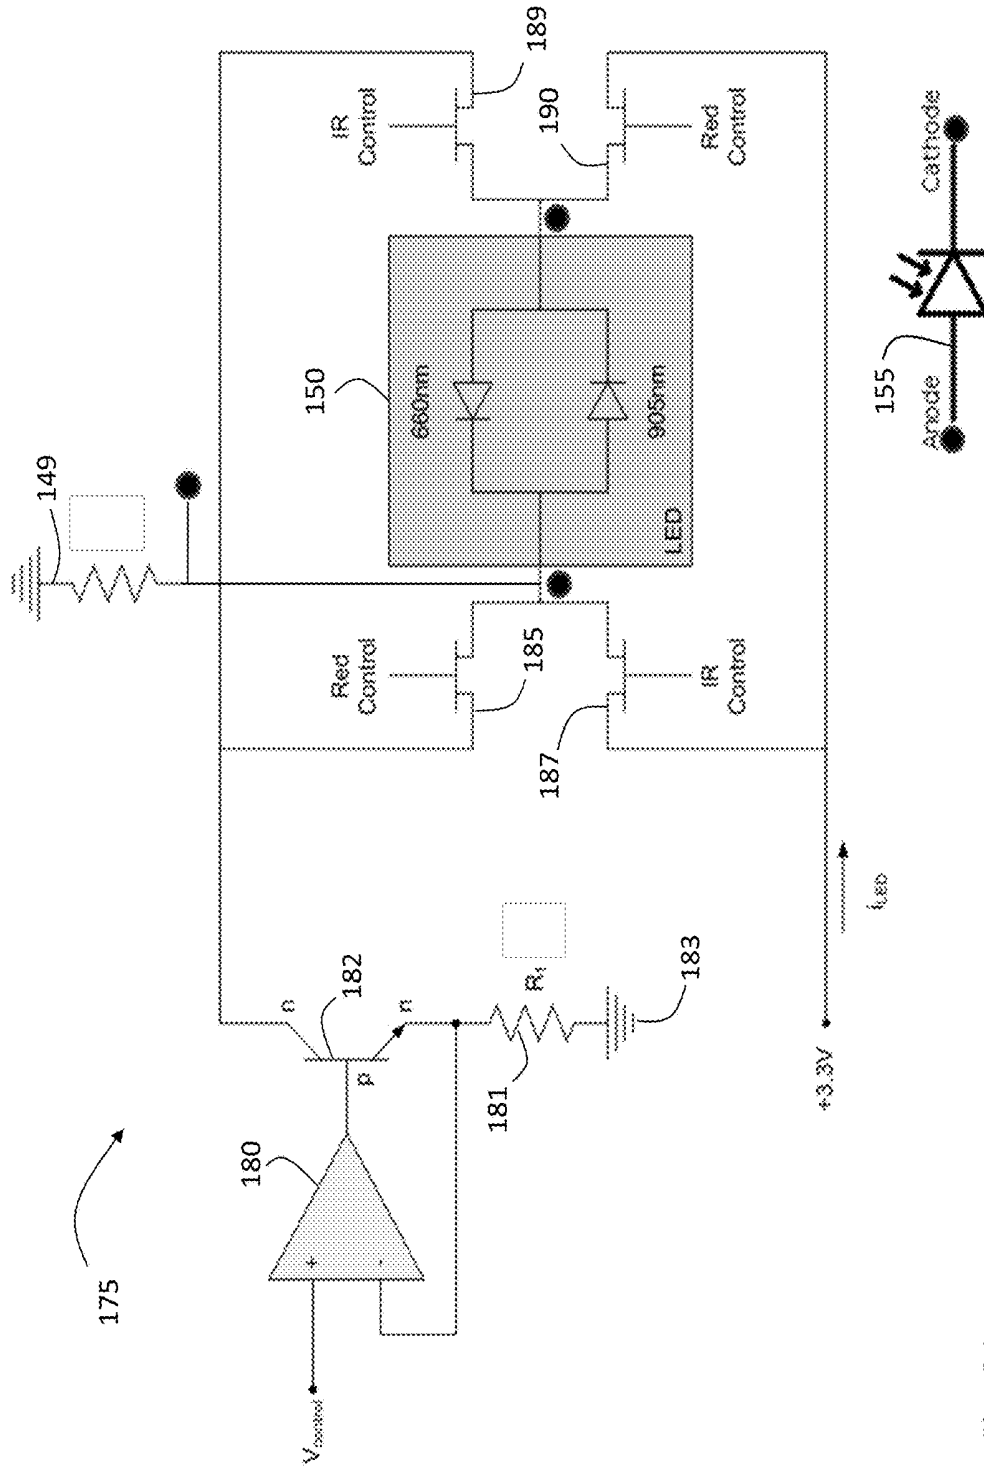 175
V control
+
-
180
p
n
n
182
R₁
181
183
+3.3V
iLED
149
Red
Control
185
IR
Control
187
150
660nm
905nm
LED
IR
Control
189
190
Red
Control
155
Anode
Cathode